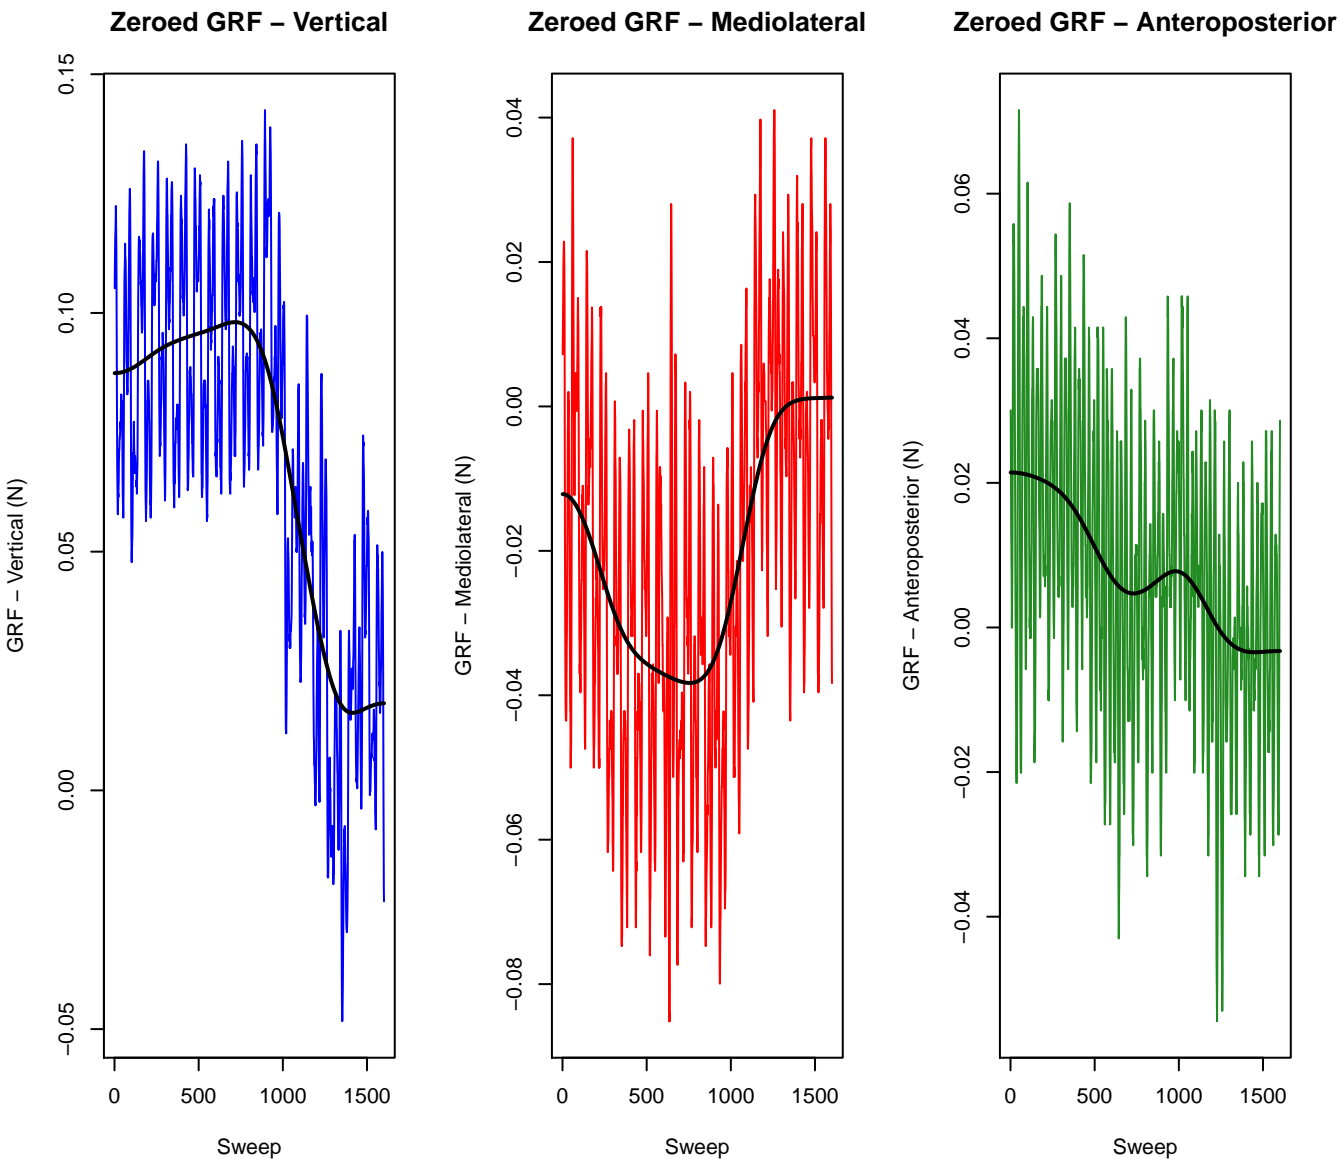 Zeroed GRF – Vertical
GRF – Vertical (N)
0.15
0.10
0.05
0.00
−0.05
0 500 1000 1500
Sweep
Zeroed GRF – Mediolateral
GRF – Mediolateral (N)
0.04
0.02
0.00
−0.02
−0.04
−0.06
−0.08
0 500 1000 1500
Sweep
Zeroed GRF – Anteroposterior
GRF – Anteroposterior (N)
0.06
0.04
0.02
0.00
−0.02
−0.04
0 500 1000 1500
Sweep